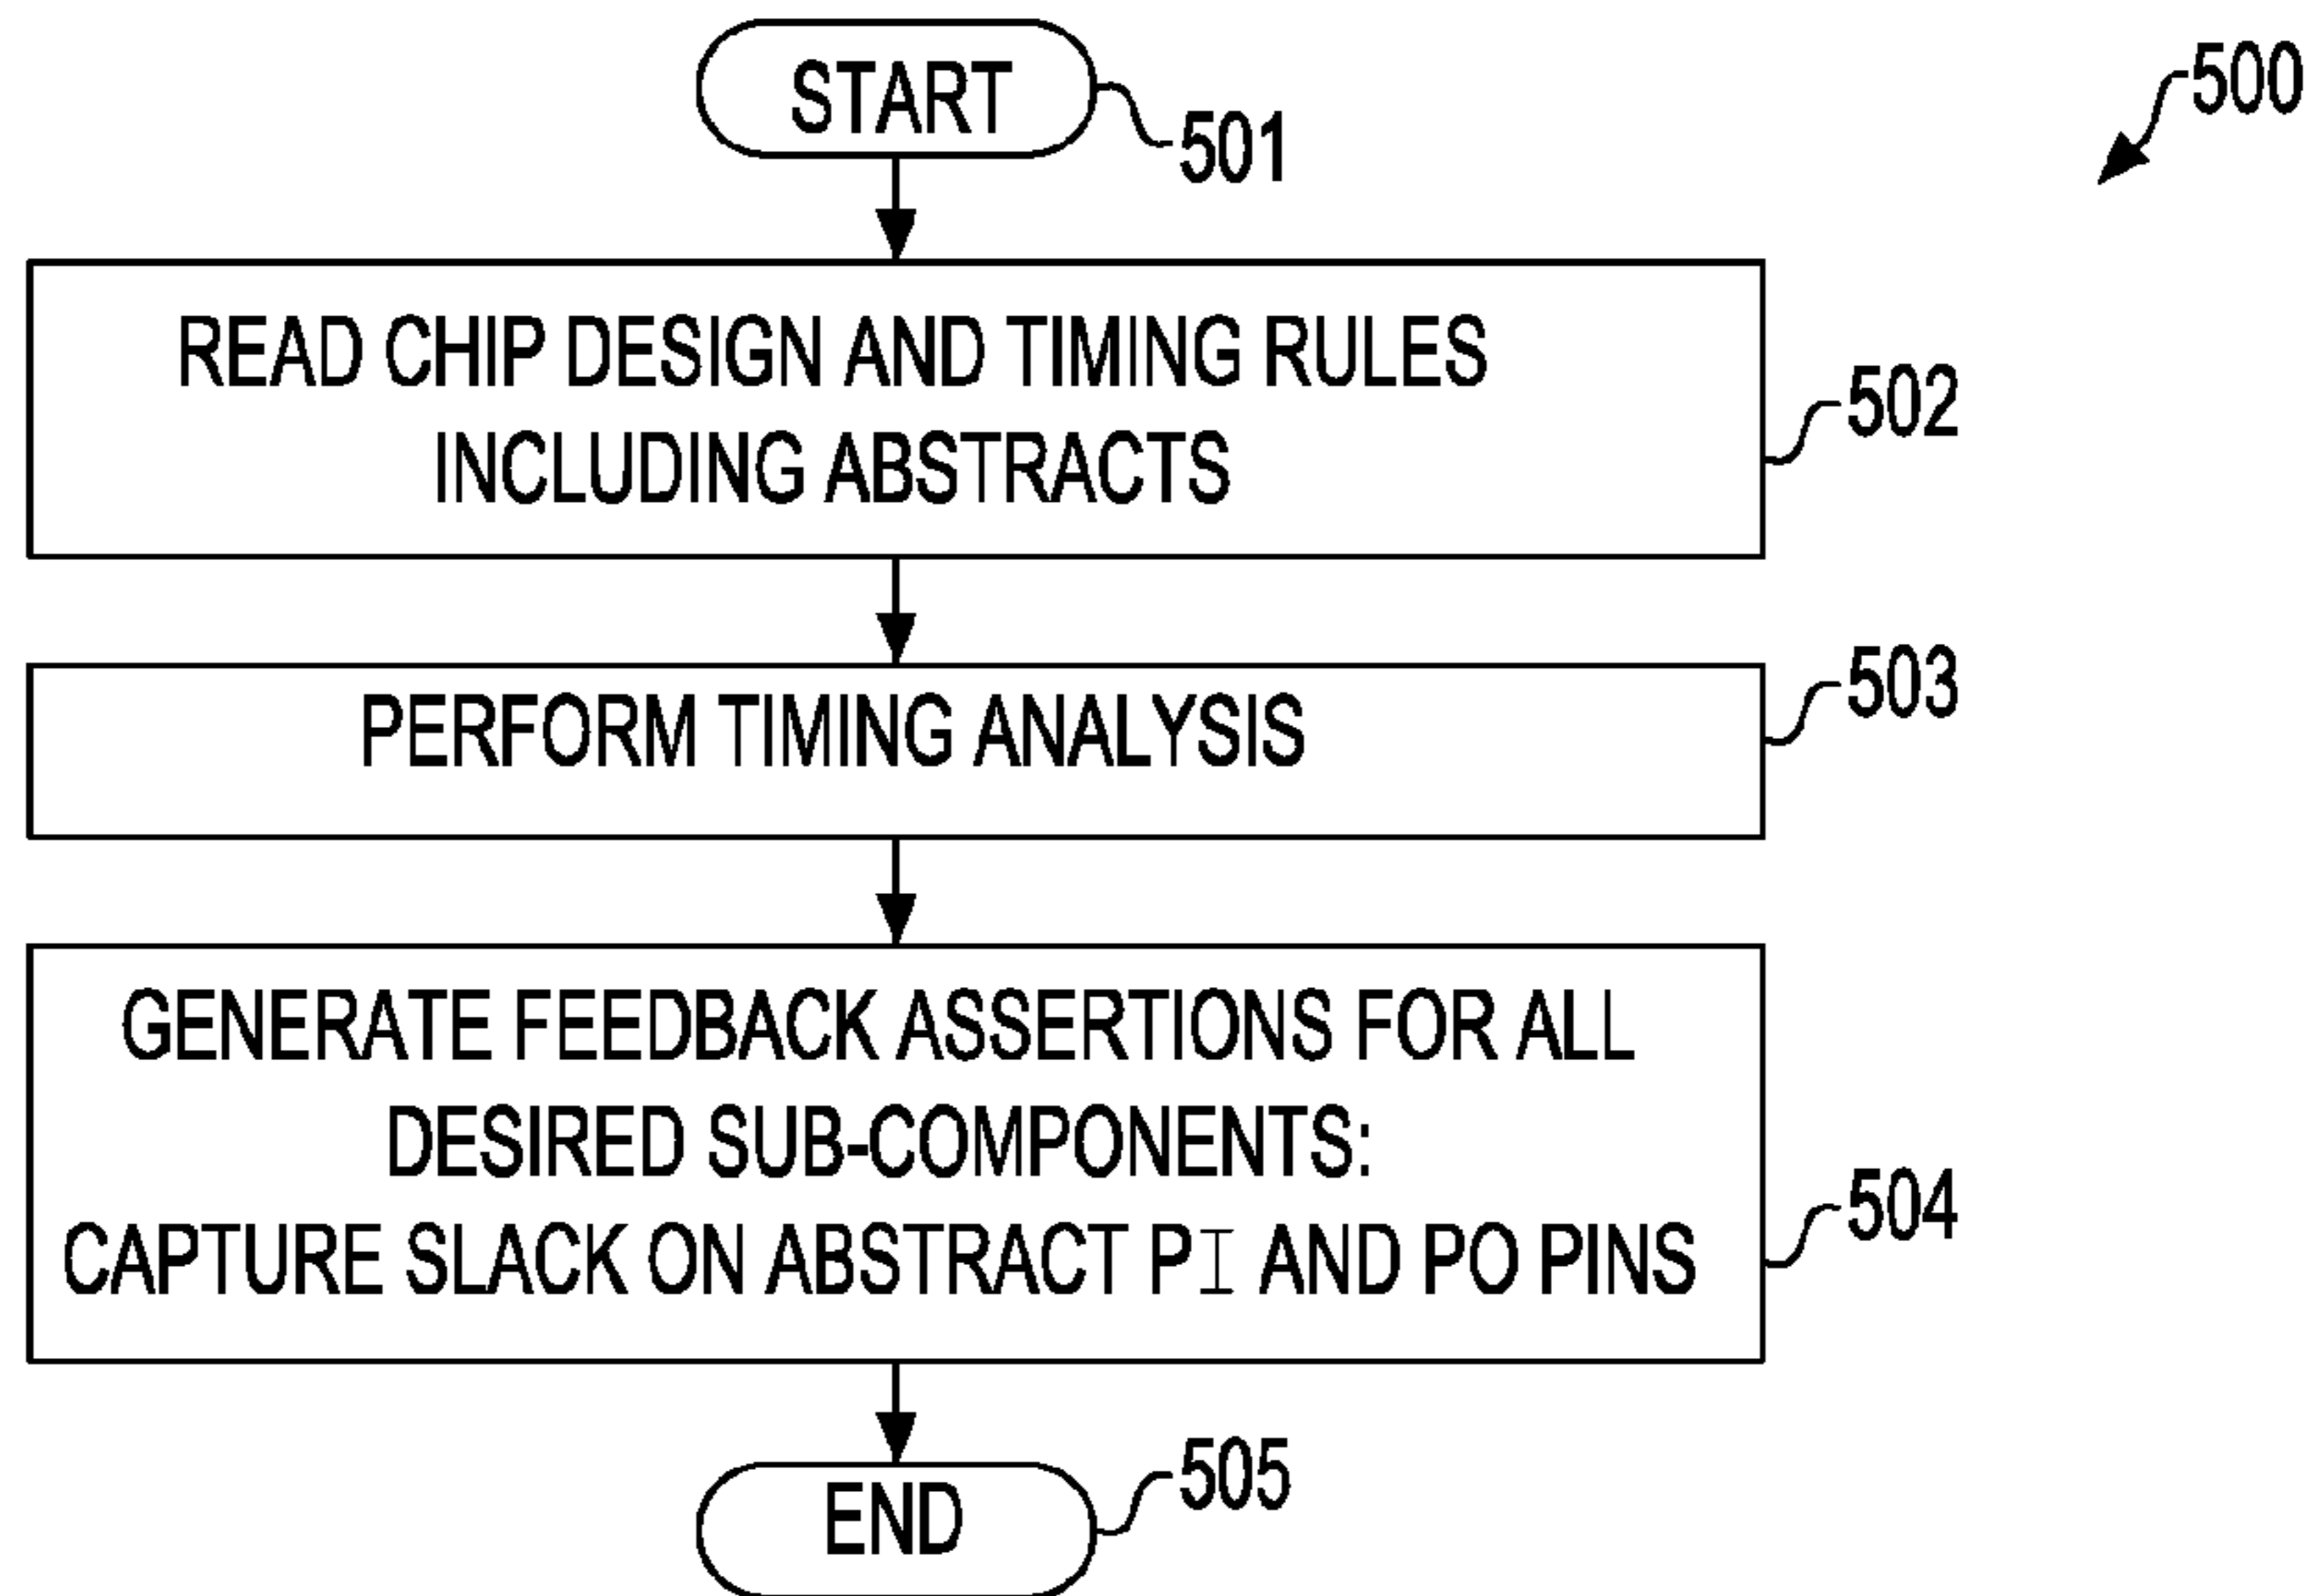 START
501
500
READ CHIP DESIGN AND TIMING RULES
INCLUDING ABSTRACTS
502
PERFORM TIMING ANALYSIS
503
GENERATE FEEDBACK ASSERTIONS FOR ALL
DESIRED SUB-COMPONENTS:
CAPTURE SLACK ON ABSTRACT PI AND PO PINS
504
END
505